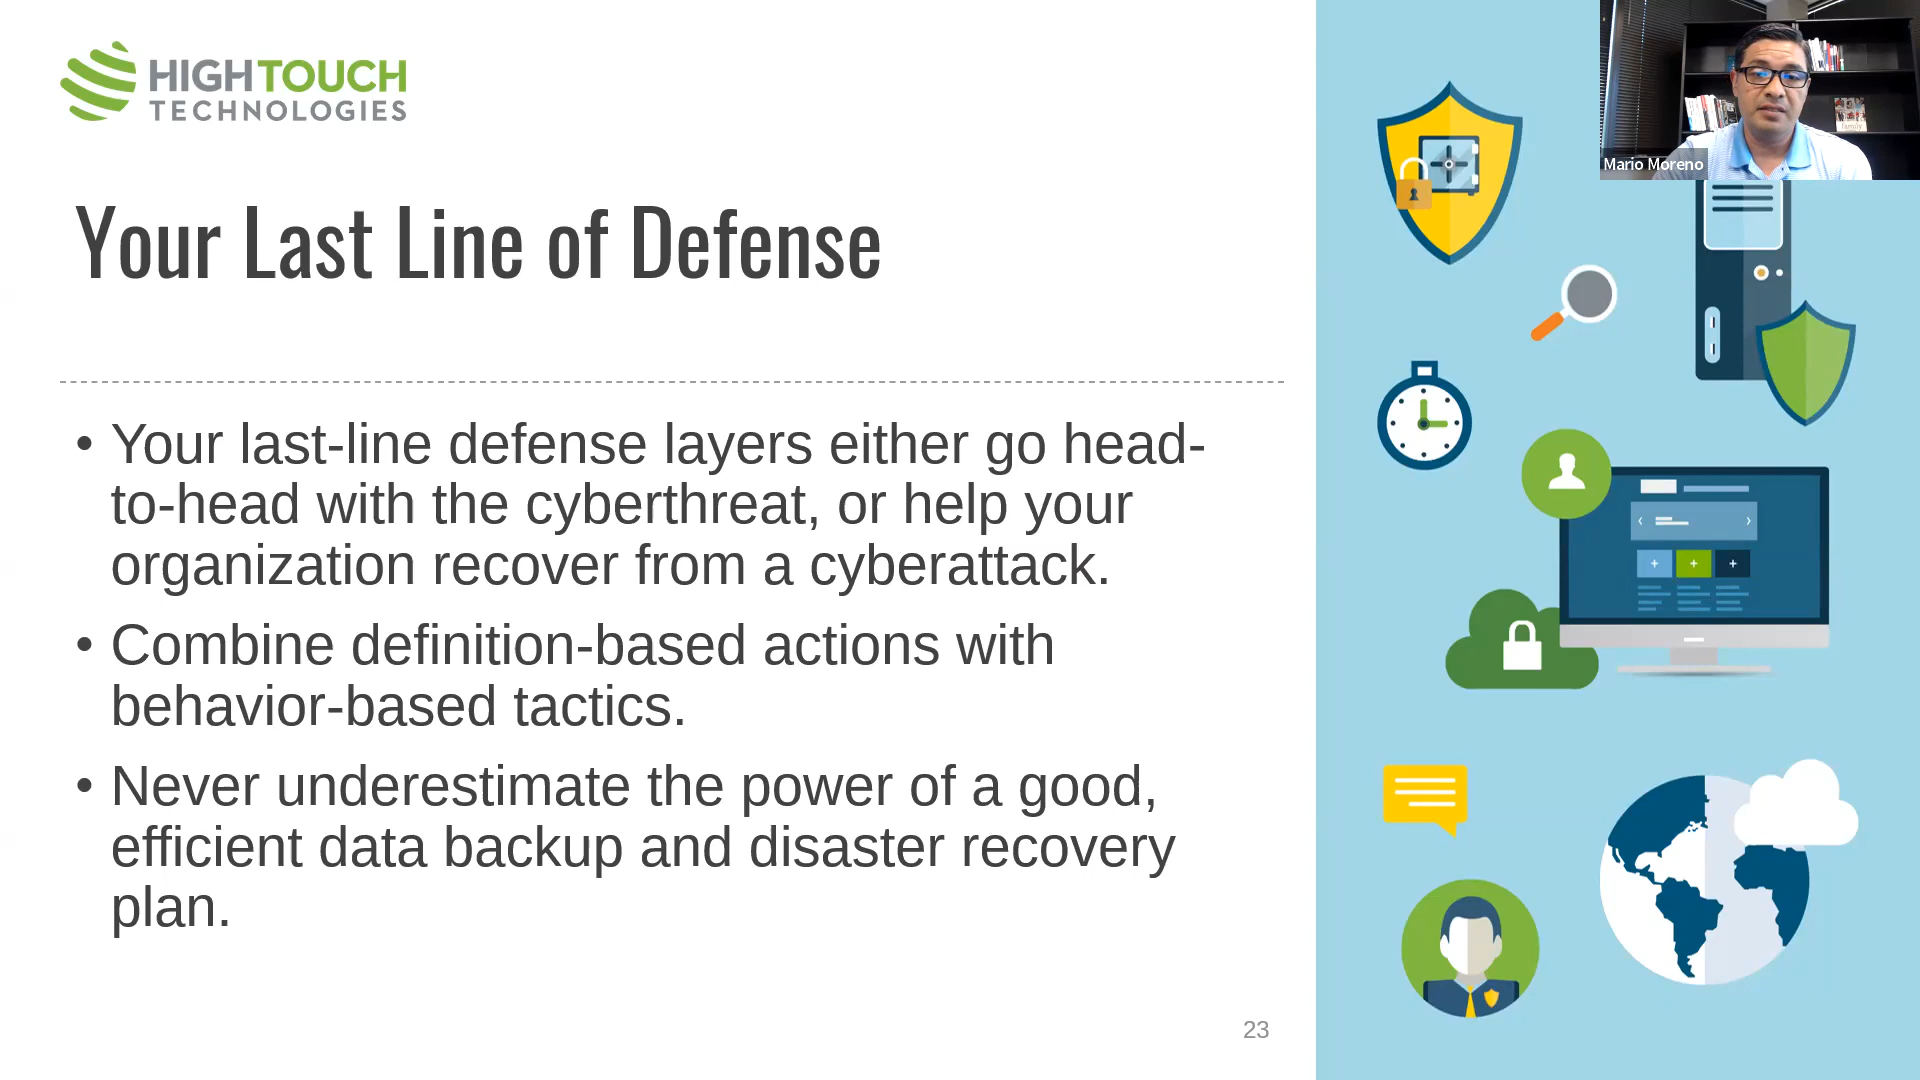 HIGHTOUCH
TECHNOLOGIES
Mario Moreno
Your Last Line of Defense
• Your last-line defense layers either go head-
to-head with the cyberthreat, or help your
organization recover from a cyberattack.
• Combine definition-based actions with
behavior-based tactics.
• Never underestimate the power of a good,
efficient data backup and disaster recovery
plan.
23